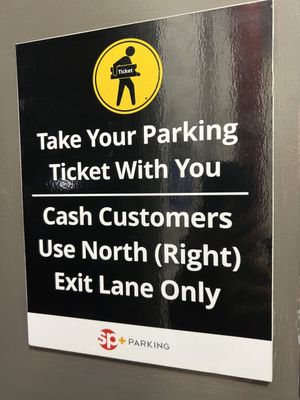 Ticket
Take Your Parking
Ticket With You
Cash Customers
Use North (Right)
Exit Lane Only
sp+ PARKING